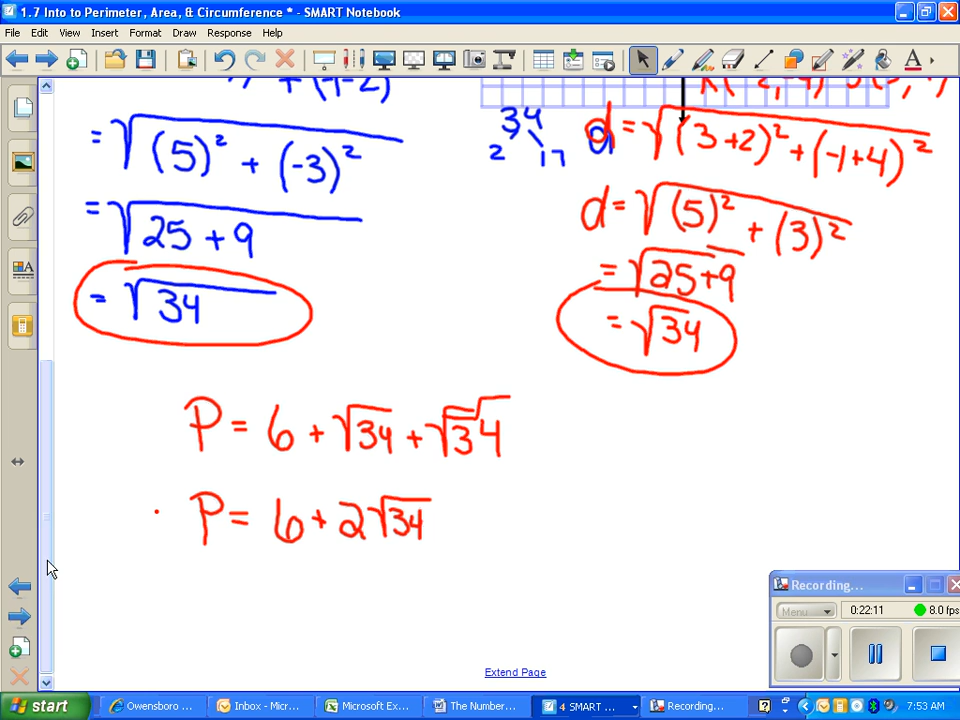 1.7 Into to Perimeter, Area, & Circumference * - SMART Notebook
File Edit View Insert Format Draw Response Help
= √(5)² + (-3)²
= √25 + 9
= √34
34
2 17
d = √(3+2)² + (-1+4)²
d = √(5)² + (3)²
= √25+9
= √34
P = 6 + √34 + √34
P = 6 + 2√34
Extend Page
Recording...
Menu
0:22:11
8.0 fps
start
Owensboro ...
Inbox - Micr...
Microsoft Ex...
The Number...
4 SMART ...
Recording...
7:53 AM